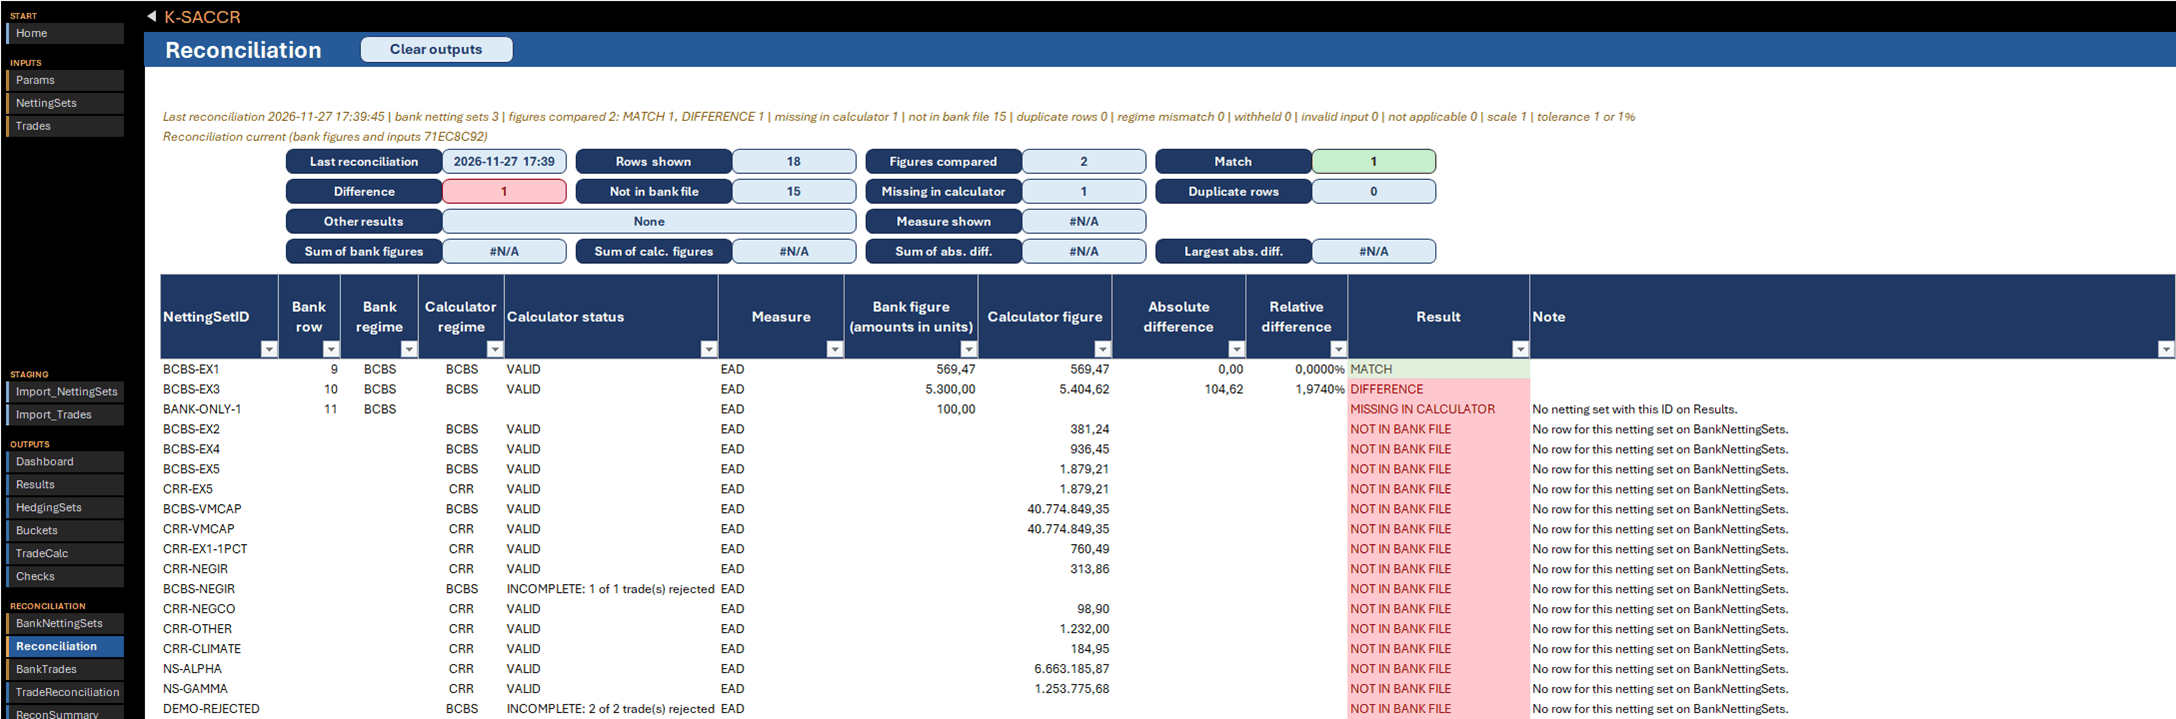 START
Home
INPUTS
Params
NettingSets
Trades
STAGING
Import_NettingSets
Import_Trades
OUTPUTS
Dashboard
Results
HedgingSets
Buckets
TradeCalc
Checks
RECONCILIATION
BankNettingSets
Reconciliation
BankTrades
TradeReconciliation
ReconSummary
K-SACCR
Reconciliation Clear outputs
Last reconciliation 2026-11-27 17:39:45 | bank netting sets 3 | figures compared 2: MATCH 1, DIFFERENCE 1 | missing in calculator 1 | not in bank file 15 | duplicate rows 0 | regime mismatch 0 | withheld 0 | invalid input 0 | not applicable 0 | scale 1 | tolerance 1 or 1%
Reconciliation current (bank figures and inputs 71EC8C92)
Last reconciliation 2026-11-27 17:39 Rows shown 18 Figures compared 2 Match 1
Difference 1 Not in bank file 15 Missing in calculator 1 Duplicate rows 0
Other results None Measure shown #N/A
Sum of bank figures #N/A Sum of calc. figures #N/A Sum of abs. diff. #N/A Largest abs. diff. #N/A
NettingSetID Bank row Bank regime Calculator regime Calculator status Measure Bank figure (amounts in units) Calculator figure Absolute difference Relative difference Result Note
BCBS-EX1 9 BCBS BCBS VALID EAD 569,47 569,47 0,00 0,0000% MATCH
BCBS-EX3 10 BCBS BCBS VALID EAD 5.300,00 5.404,62 104,62 1,9740% DIFFERENCE
BANK-ONLY-1 11 BCBS EAD 100,00 MISSING IN CALCULATOR No netting set with this ID on Results.
BCBS-EX2 BCBS VALID EAD 381,24 NOT IN BANK FILE No row for this netting set on BankNettingSets.
BCBS-EX4 BCBS VALID EAD 936,45 NOT IN BANK FILE No row for this netting set on BankNettingSets.
BCBS-EX5 BCBS VALID EAD 1.879,21 NOT IN BANK FILE No row for this netting set on BankNettingSets.
CRR-EX5 CRR VALID EAD 1.879,21 NOT IN BANK FILE No row for this netting set on BankNettingSets.
BCBS-VMCAP BCBS VALID EAD 40.774.849,35 NOT IN BANK FILE No row for this netting set on BankNettingSets.
CRR-VMCAP CRR VALID EAD 40.774.849,35 NOT IN BANK FILE No row for this netting set on BankNettingSets.
CRR-EX1-1PCT CRR VALID EAD 760,49 NOT IN BANK FILE No row for this netting set on BankNettingSets.
CRR-NEGIR CRR VALID EAD 313,86 NOT IN BANK FILE No row for this netting set on BankNettingSets.
BCBS-NEGIR BCBS INCOMPLETE: 1 of 1 trade(s) rejected EAD NOT IN BANK FILE No row for this netting set on BankNettingSets.
CRR-NEGCO CRR VALID EAD 98,90 NOT IN BANK FILE No row for this netting set on BankNettingSets.
CRR-OTHER CRR VALID EAD 1.232,00 NOT IN BANK FILE No row for this netting set on BankNettingSets.
CRR-CLIMATE CRR VALID EAD 184,95 NOT IN BANK FILE No row for this netting set on BankNettingSets.
NS-ALPHA CRR VALID EAD 6.663.185,87 NOT IN BANK FILE No row for this netting set on BankNettingSets.
NS-GAMMA CRR VALID EAD 1.253.775,68 NOT IN BANK FILE No row for this netting set on BankNettingSets.
DEMO-REJECTED BCBS INCOMPLETE: 2 of 2 trade(s) rejected EAD NOT IN BANK FILE No row for this netting set on BankNettingSets.